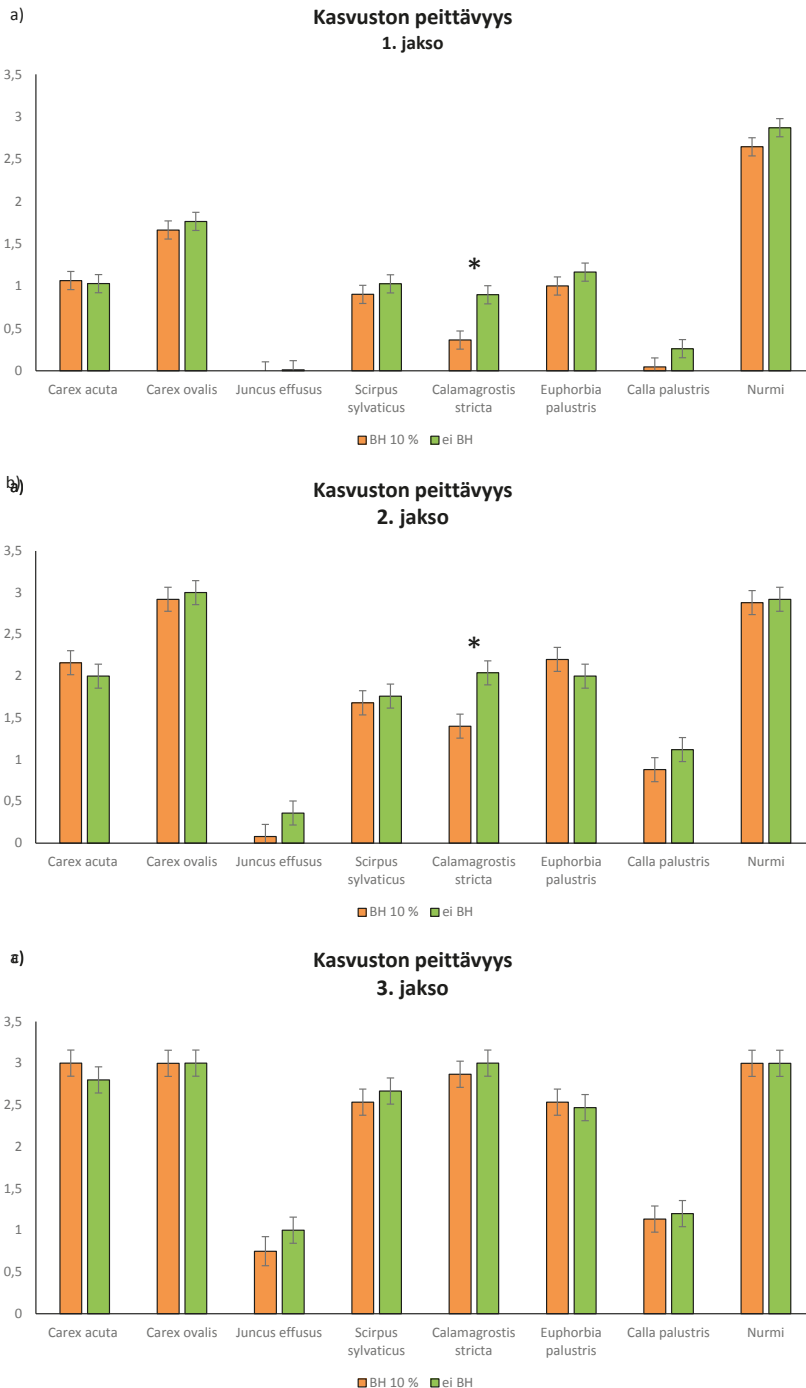 a)
Kasvuston peittävyys
1. jakso
3,5
3
2,5
2
1,5
1
0,5
0
*
Carex acuta
Carex ovalis
Juncus effusus
Scirpus
sylvaticus
Calamagrostis
stricta
Euphorbia
palustris
Calla palustris
Nurmi
BH 10 %
ei BH
b)
a)
Kasvuston peittävyys
2. jakso
3,5
3
2,5
2
1,5
1
0,5
0
*
Carex acuta
Carex ovalis
Juncus effusus
Scirpus
sylvaticus
Calamagrostis
stricta
Euphorbia
palustris
Calla palustris
Nurmi
BH 10 %
ei BH
Kasvuston peittävyys
3. jakso
3,5
3
2,5
2
1,5
1
0,5
0
Carex acuta
Carex ovalis
Juncus effusus
Scirpus
sylvaticus
Calamagrostis
stricta
Euphorbia
palustris
Calla palustris
Nurmi
BH 10 %
ei BH